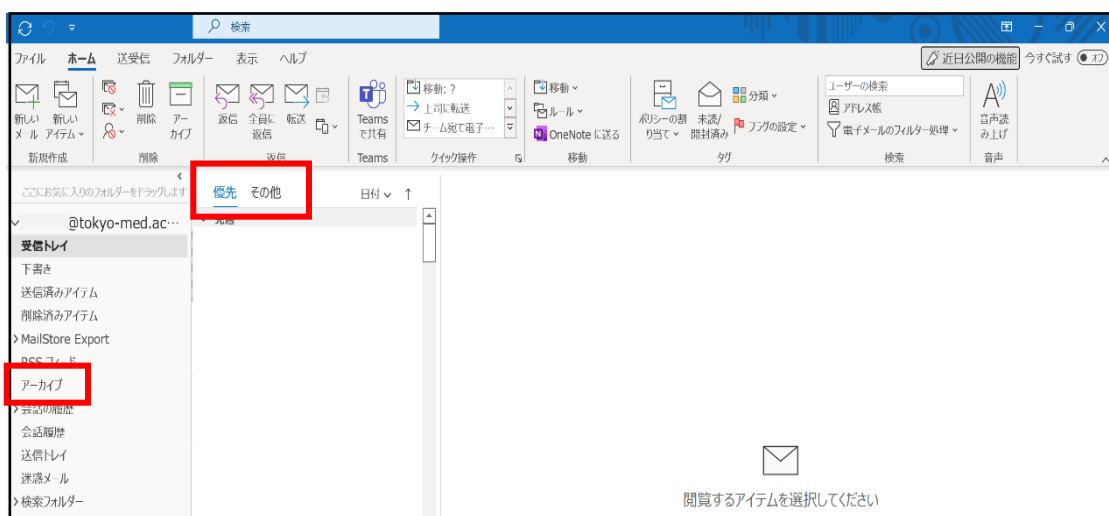 検索
ファイル ホーム 送受信 フォルダー 表示 ヘルプ
近日公開の機能 今すぐ試す オフ
新しい
メール
新しい
アイテム
新規作成
削除
アー
カイブ
削除
返信
全員に
返信
転送
返信
Teams
で共有
Teams
移動: ?
上司に転送
チーム宛て電子…
クイック操作
移動
ルール
OneNote に送る
移動
ポリシーの割
り当て
未読/
開封済み
分類
フラグの設定
タグ
ユーザーの検索
アドレス帳
電子メールのフィルター処理
検索
音声読
み上げ
音声
ここにお気に入りのフォルダーをドラッグします
優先 その他 日付 ↑
先週
@tokyo-med.ac…
受信トレイ
下書き
送信済みアイテム
削除済みアイテム
MailStore Export
RSS フィード
アーカイブ
会話の履歴
会話履歴
送信トレイ
迷惑メール
検索フォルダー
閲覧するアイテムを選択してください